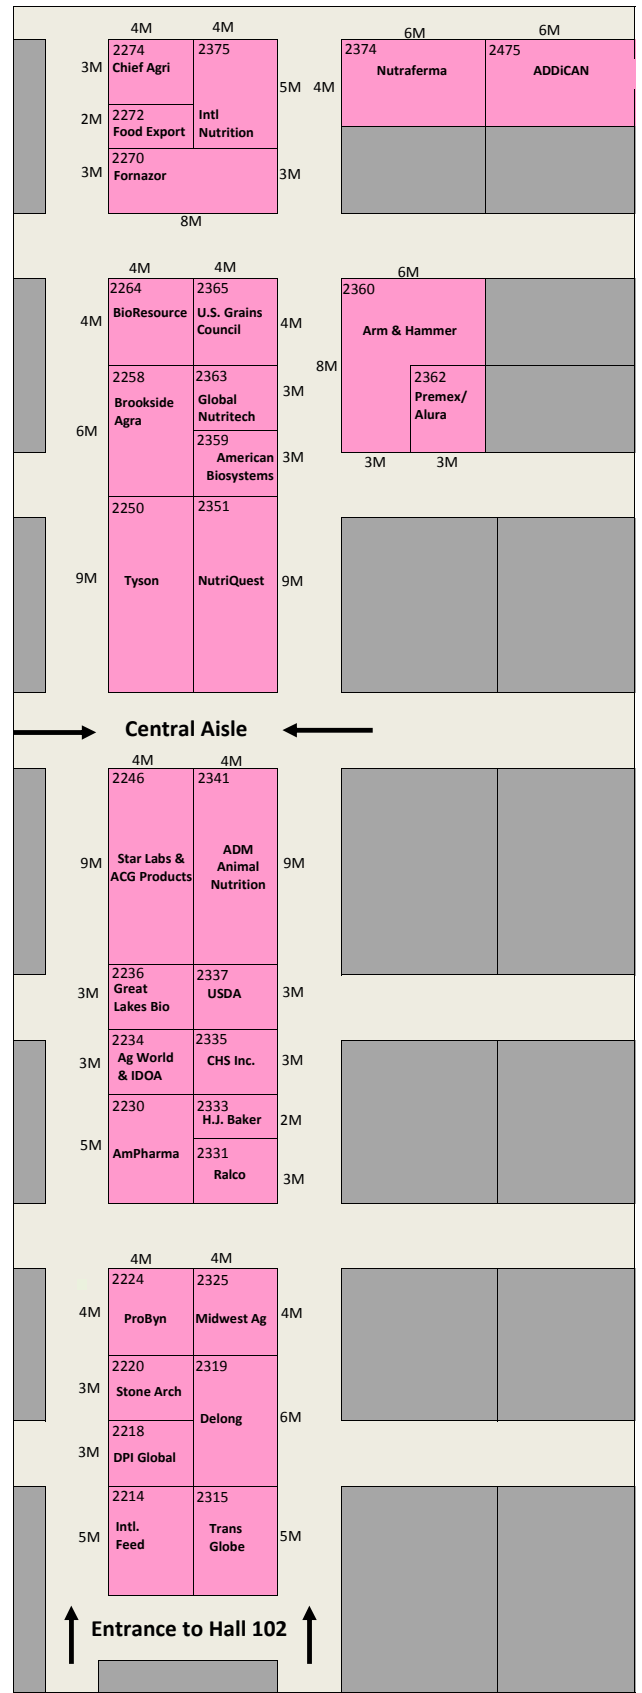 4M 4M 6M 6M
2274 2375 2374 2475
3M Chief Agri Nutraferma ADDiCAN
5M 4M
2M 2272 Intl
Food Export Nutrition
2270
3M Fornazor 3M
8M
4M 4M 6M
2264 2365 2360
BioResource U.S. Grains
4M Council 4M Arm & Hammer
8M
2258 2363 2362
Brookside Global 3M Premex/
Agra Nutritech Alura
6M 2359
American 3M
Biosystems 3M 3M
2250 2351
9M Tyson NutriQuest 9M
Central Aisle
4M 4M
2246 2341
9M Star Labs & ADM 9M
ACG Products Animal
Nutrition
2236 2337
Great
3M Lakes Bio USDA 3M
2234 2335
3M Ag World CHS Inc. 3M
& IDOA
2230 2333
H.J. Baker 2M
5M AmPharma 2331
Ralco 3M
4M 4M
2224 2325
4M ProByn Midwest Ag 4M
2220 2319
3M Stone Arch
Delong 6M
2218
3M DPI Global
2214 2315
Intl. Trans
5M Feed Globe 5M
Entrance to Hall 102